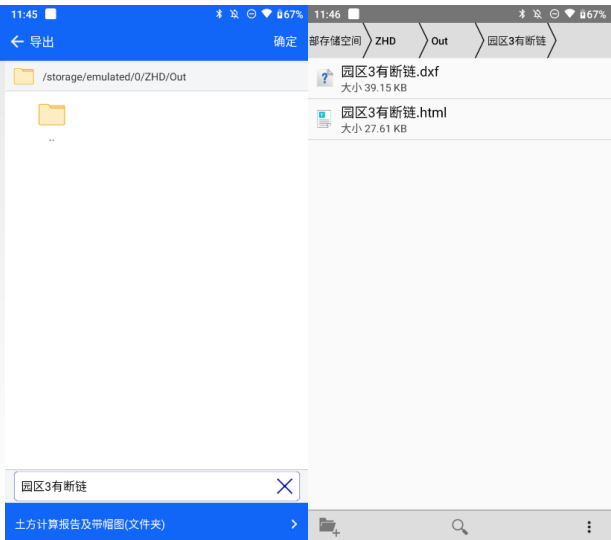 11:45
67%
导出
确定
/storage/emulated/0/ZHD/Out
..
园区3有断链
土方计算报告及带帽图(文件夹)
11:46
67%
部存储空间
ZHD
Out
园区3有断链
园区3有断链.dxf
大小 39.15 KB
园区3有断链.html
大小 27.61 KB